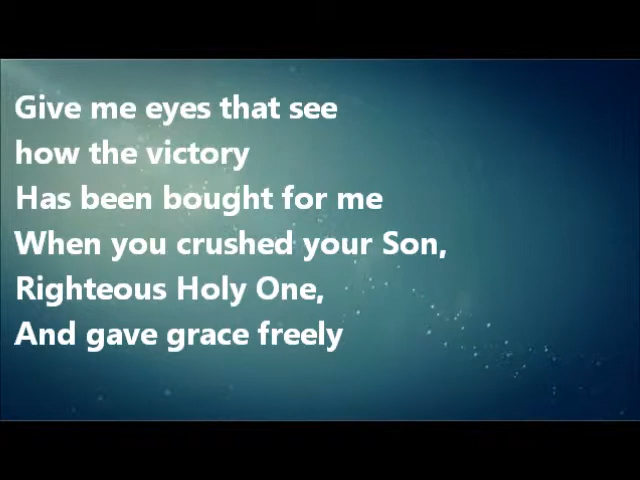 Give me eyes that see
how the victory
Has been bought for me
When you crushed your Son,
Righteous Holy One,
And gave grace freely